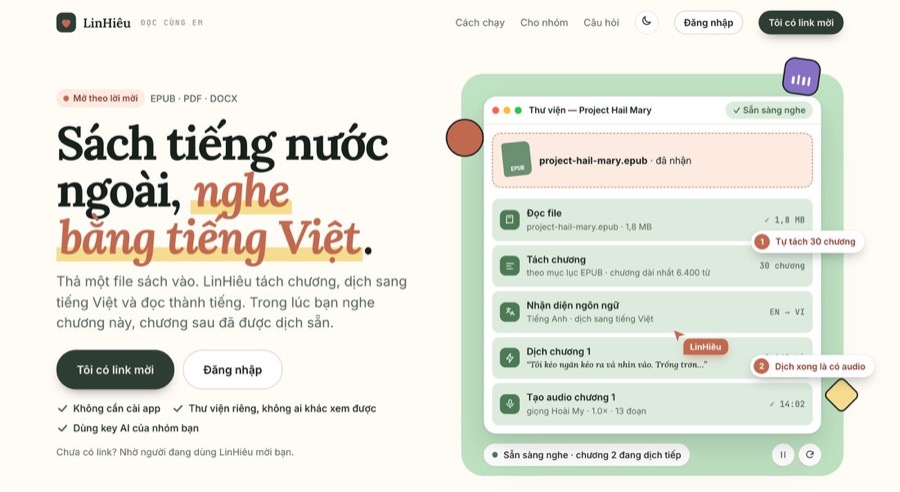 LinHiêu ĐỌC CÙNG EM
Cách chạy Cho nhóm Câu hỏi Đăng nhập Tôi có link mời
Mở theo lời mời EPUB · PDF · DOCX
Sách tiếng nước
ngoài, nghe
bằng tiếng Việt.
Thả một file sách vào. LinHiêu tách chương, dịch sang
tiếng Việt và đọc thành tiếng. Trong lúc bạn nghe
chương này, chương sau đã được dịch sẵn.
Tôi có link mời Đăng nhập
Không cần cài app Thư viện riêng, không ai khác xem được
Dùng key AI của nhóm bạn
Chưa có link? Nhờ người đang dùng LinHiêu mời bạn.
Thư viện — Project Hail Mary ✓ Sẵn sàng nghe
EPUB
project-hail-mary.epub · đã nhận
Đọc file
project-hail-mary.epub · 1,8 MB
✓ 1,8 MB
1 Tự tách 30 chương
Tách chương
theo mục lục EPUB · chương dài nhất 6.400 từ
30 chương
Nhận diện ngôn ngữ
Tiếng Anh · dịch sang tiếng Việt
EN → VI
LinHiêu
Dịch chương 1
"Tôi kéo ngăn kéo ra và nhìn vào. Trống trơn..."
2 Dịch xong là có audio
Tạo audio chương 1
giọng Hoài My · 1.0× · 13 đoạn
✓ 14:02
Sẵn sàng nghe · chương 2 đang dịch tiếp